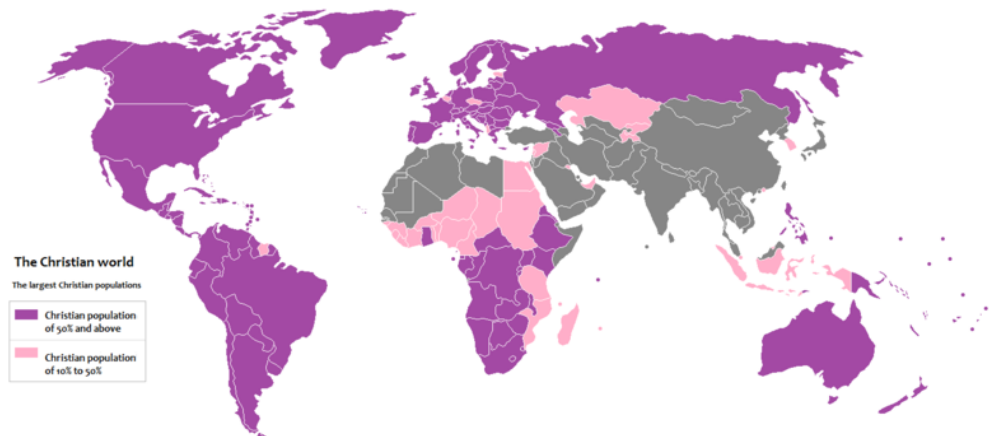 The Christian world
The largest Christian populations
Christian population
of 50% and above
Christian population
of 10% to 50%